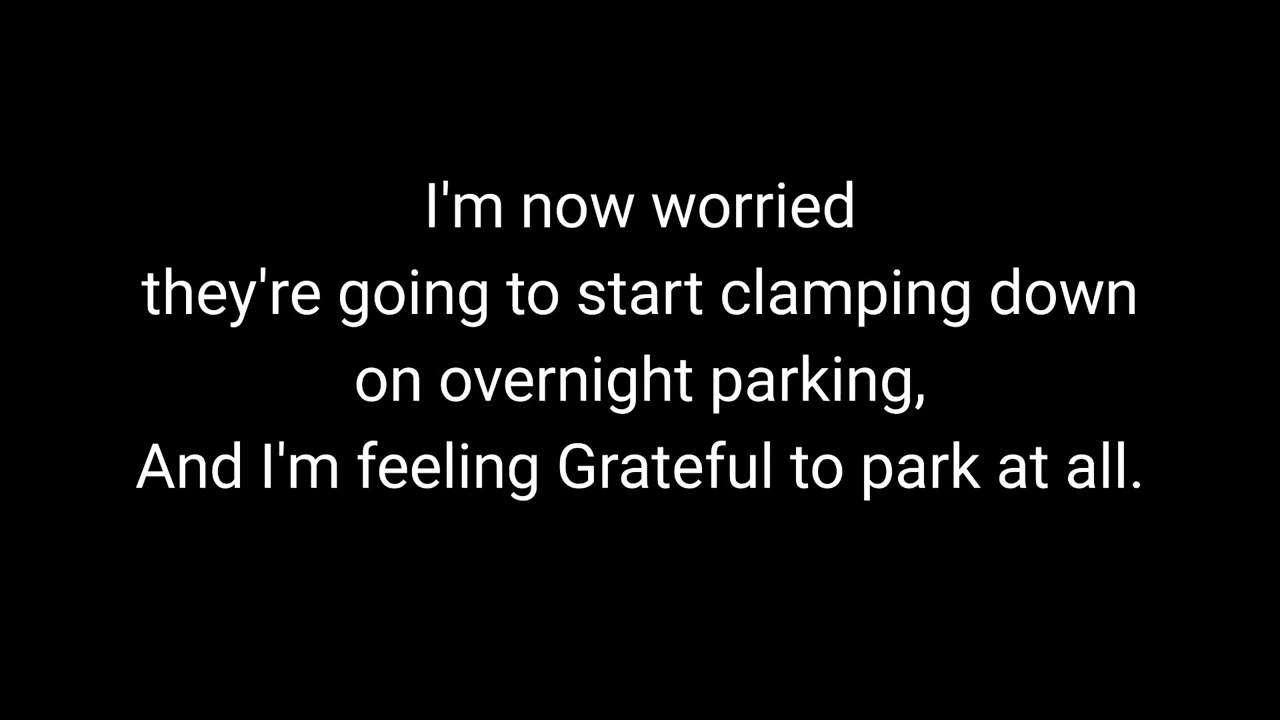 I'm now worried
they're going to start clamping down
on overnight parking,
And I'm feeling Grateful to park at all.